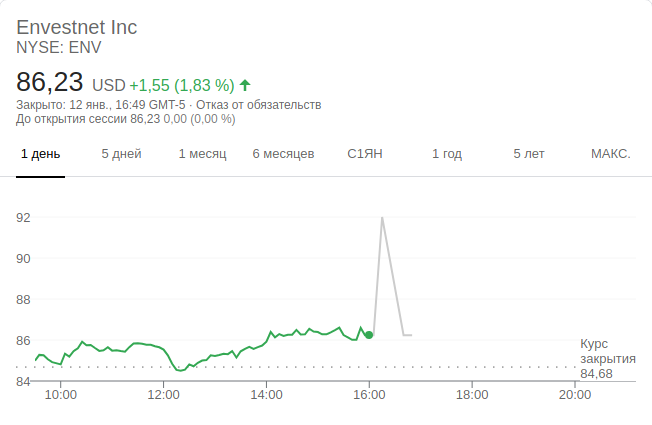 Envestnet Inc
NYSE: ENV
86,23 USD +1,55 (1,83 %)
Закрыто: 12 янв., 16:49 GMT-5 · Отказ от обязательств
До открытия сессии 86,23 0,00 (0,00 %)
1 день 5 дней 1 месяц 6 месяцев С1ЯН 1 год 5 лет МАКС.
92
90
88
86
Курс
закрытия
84,68
84
10:00 12:00 14:00 16:00 18:00 20:00